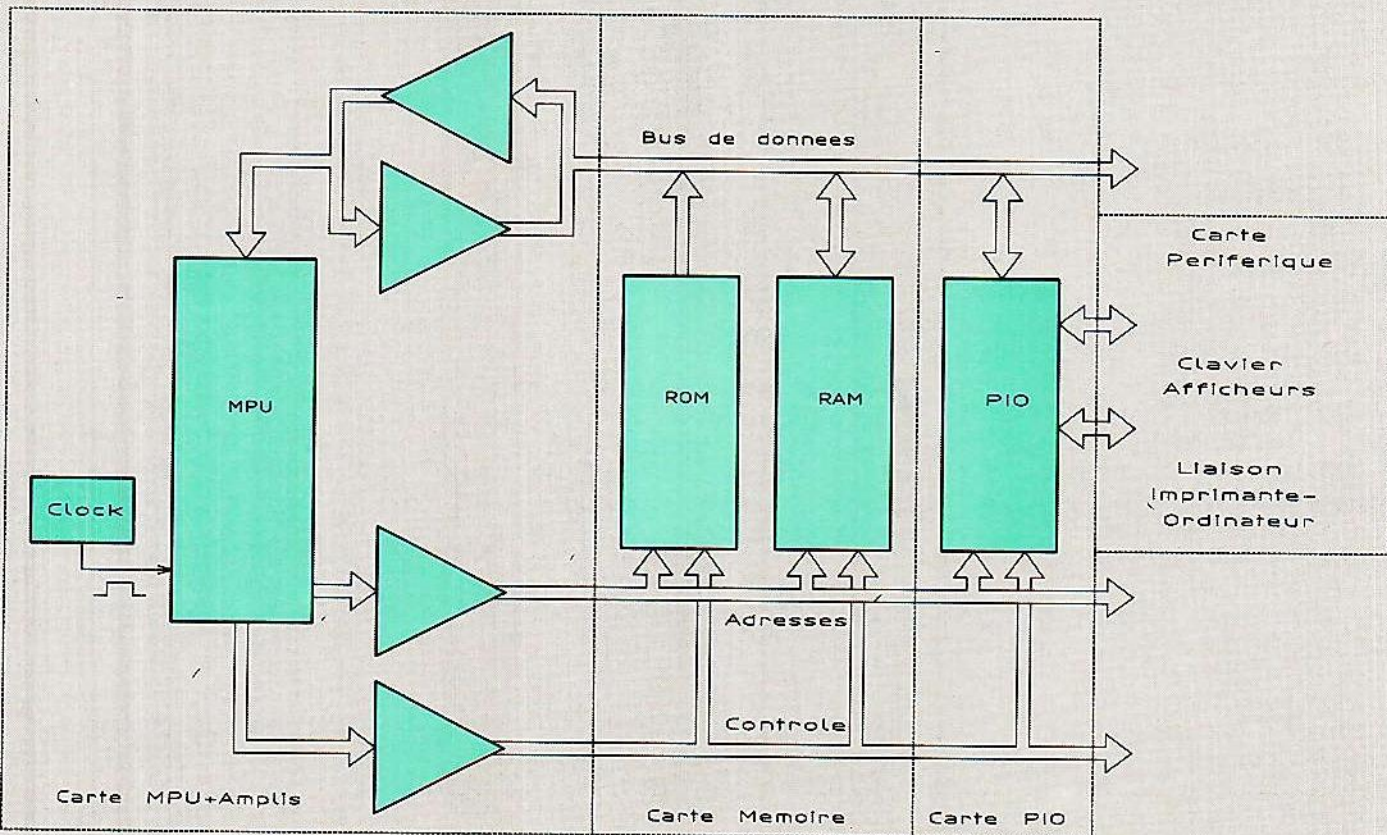 Bus de donnees
Carte
Periferique
MPU
ROM
RAM
PIO
Clavier
Afficheurs
Clock
Liaison
Imprimante-
Ordinateur
Adresses
Controle
Carte MPU+Amplis
Carte Memoire
Carte PIO